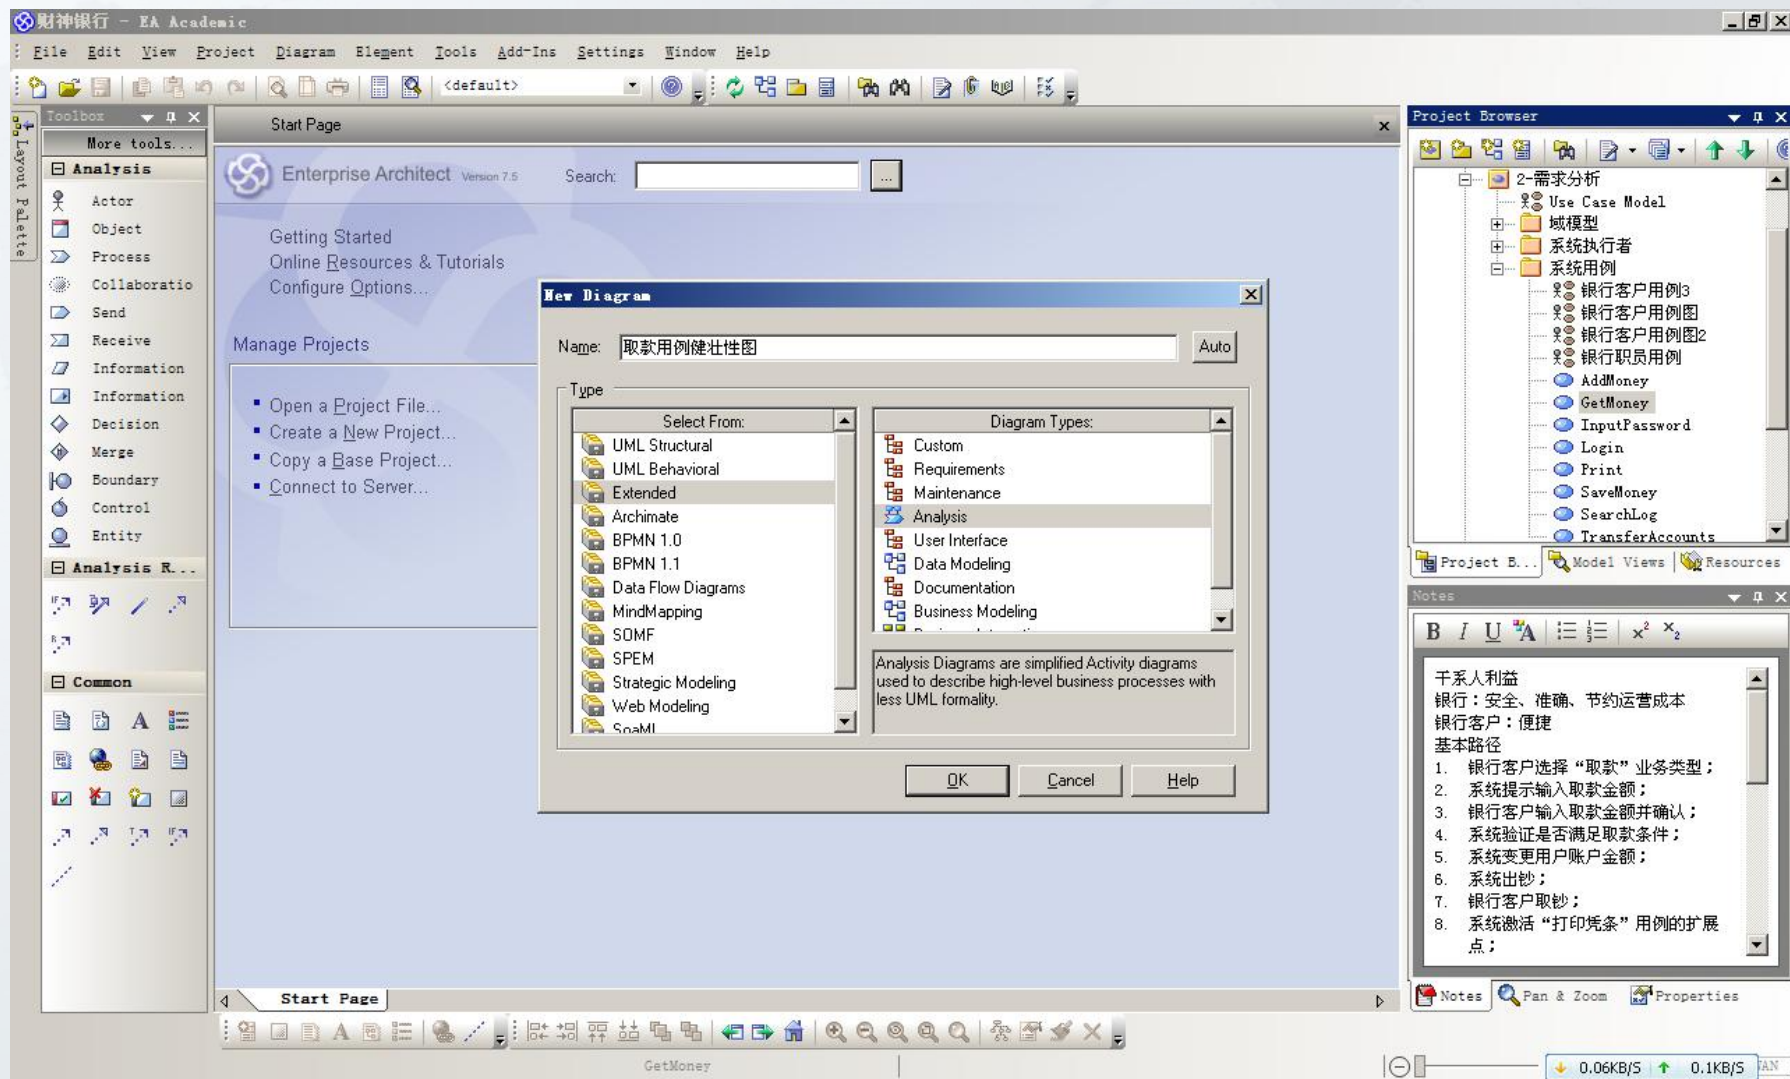 财神银行 - EA Academic
File Edit View Project Diagram Element Tools Add-Ins Settings Window Help
<default>
Layout Palette
Toolbox
More tools...
Analysis
Actor
Object
Process
Collaboratio
Send
Receive
Information
Information
Decision
Merge
Boundary
Control
Entity
Analysis R...
Common
Start Page
Enterprise Architect Version 7.5
Search:
...
Getting Started
Online Resources & Tutorials
Configure Options...
Manage Projects
Open a Project File...
Create a New Project...
Copy a Base Project...
Connect to Server...
New Diagram
Name: 取款用例健壮性图 Auto
Type
Select From:
UML Structural
UML Behavioral
Extended
Archimate
BPMN 1.0
BPMN 1.1
Data Flow Diagrams
MindMapping
SOMF
SPEM
Strategic Modeling
Web Modeling
SoaML
Diagram Types:
Custom
Requirements
Maintenance
Analysis
User Interface
Data Modeling
Documentation
Business Modeling
Analysis Diagrams are simplified Activity diagrams
used to describe high-level business processes with
less UML formality.
OK Cancel Help
Start Page
GetMoney
Project Browser
2-需求分析
Use Case Model
域模型
系统执行者
系统用例
银行客户用例3
银行客户用例图
银行客户用例图2
银行职员用例
AddMoney
GetMoney
InputPassword
Login
Print
SaveMoney
SearchLog
TransferAccounts
Project B... Model Views Resources
Notes
B I U A x² x₂
干系人利益
银行：安全、准确、节约运营成本
银行客户：便捷
基本路径
1. 银行客户选择“取款”业务类型；
2. 系统提示输入取款金额；
3. 银行客户输入取款金额并确认；
4. 系统验证是否满足取款条件；
5. 系统变更用户账户金额；
6. 系统出钞；
7. 银行客户取钞；
8. 系统激活“打印凭条”用例的扩展
点；
Notes Pan & Zoom Properties
0.06KB/S 0.1KB/S